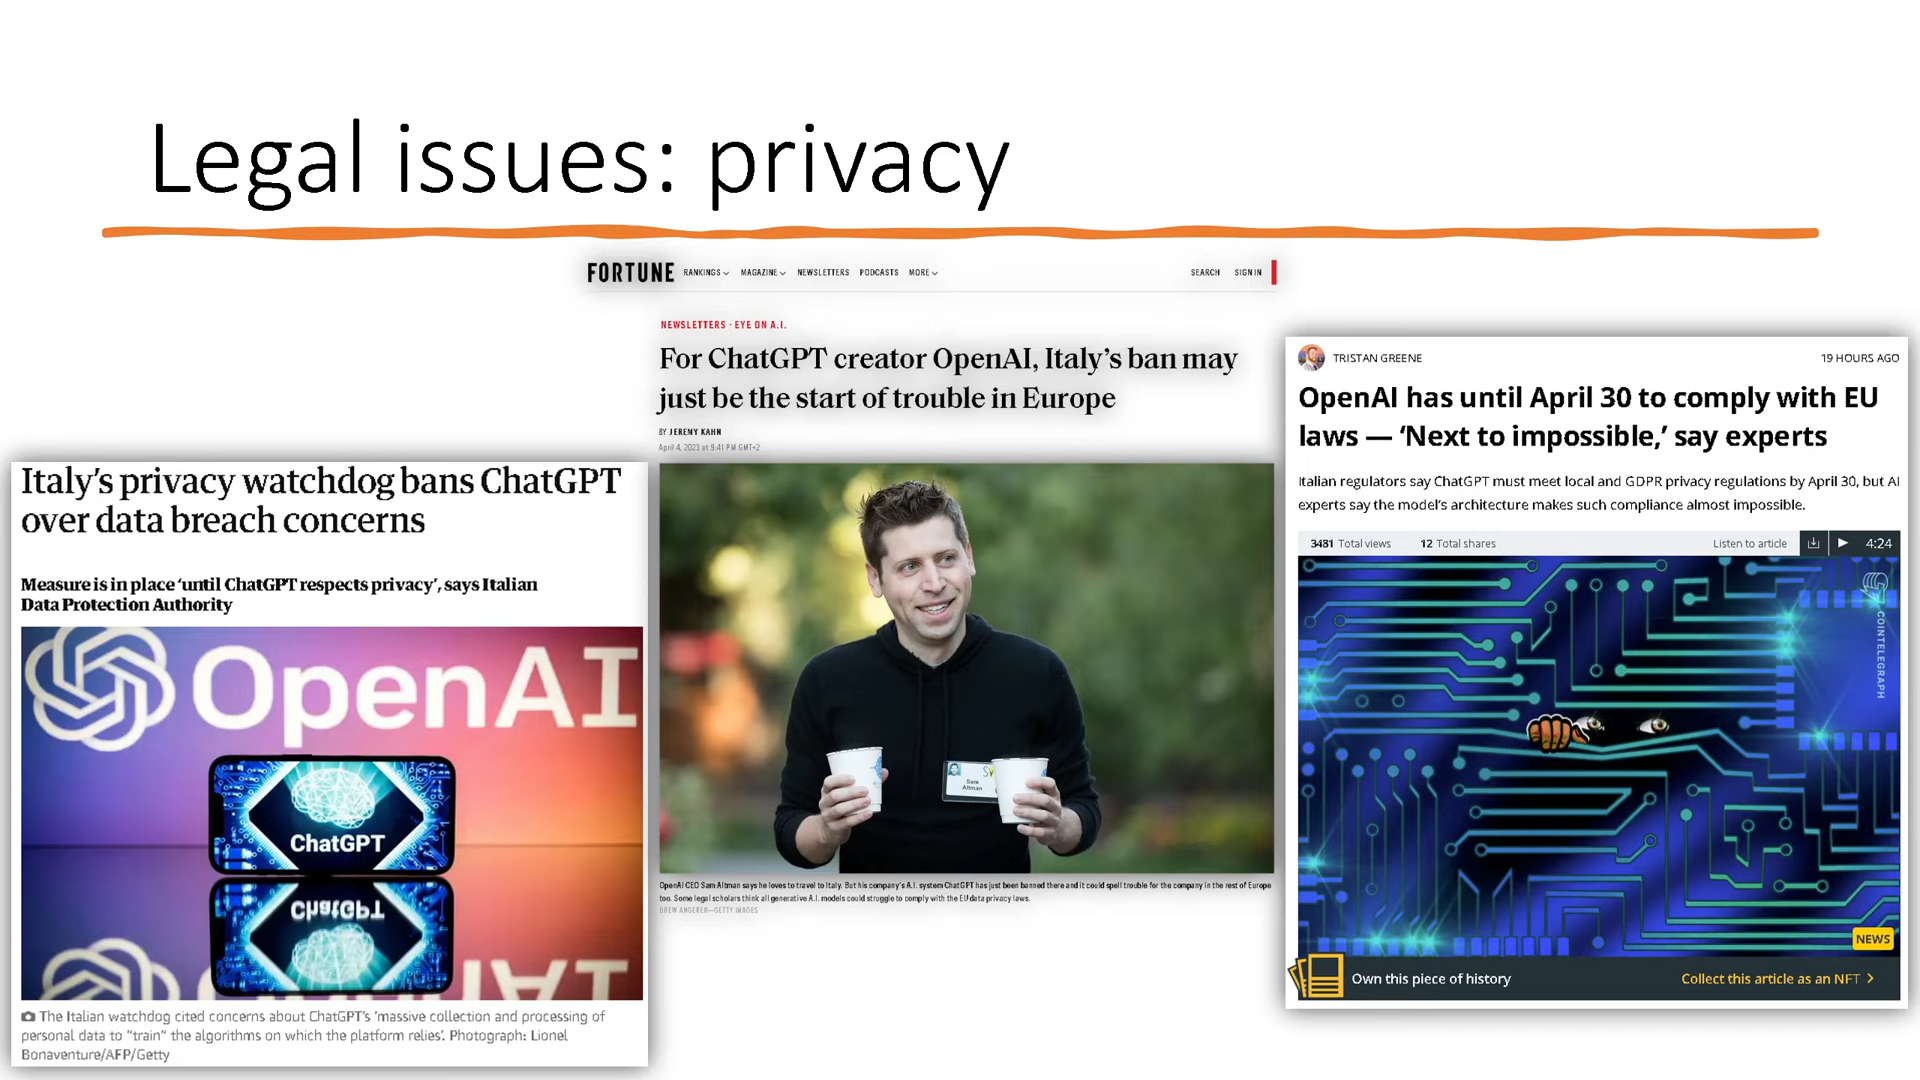 Legal issues: privacy
FORTUNE RANKINGS MAGAZINE NEWSLETTERS PODCASTS MORE SEARCH SIGN IN
NEWSLETTERS · EYE ON A.I.
For ChatGPT creator OpenAI, Italy’s ban may
just be the start of trouble in Europe
BY JEREMY KAHN
April 4, 2023 at 9:41 PM GMT+2
Sam
Altman
OpenAI CEO Sam Altman says he loves to travel to Italy. But his company's A.I. system ChatGPT has just been banned there and it could spell trouble for the company in the rest of Europe
too. Some legal scholars think all generative A.I. models could struggle to comply with the EU data privacy laws.
DREW ANGERER—GETTY IMAGES
Italy’s privacy watchdog bans ChatGPT
over data breach concerns
Measure is in place ‘until ChatGPT respects privacy’, says Italian
Data Protection Authority
OpenAI
ChatGPT
ChatGPT
The Italian watchdog cited concerns about ChatGPT’s ‘massive collection and processing of
personal data to “train” the algorithms on which the platform relies’. Photograph: Lionel
Bonaventure/AFP/Getty
TRISTAN GREENE 19 HOURS AGO
OpenAI has until April 30 to comply with EU
laws — ‘Next to impossible,’ say experts
Italian regulators say ChatGPT must meet local and GDPR privacy regulations by April 30, but AI
experts say the model’s architecture makes such compliance almost impossible.
3481 Total views 12 Total shares Listen to article 4:24
COINTELEGRAPH
NEWS
Own this piece of history Collect this article as an NFT